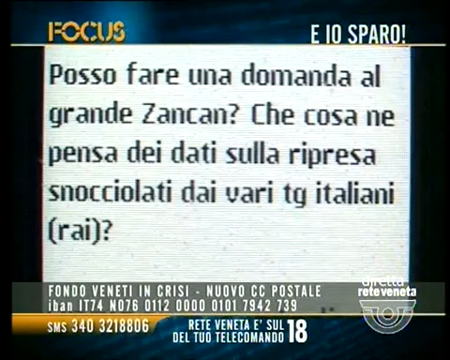 FOCUS
E IO SPARO!
Posso fare una domanda al
grande Zancan? Che cosa ne
pensa dei dati sulla ripresa
snocciolati dai vari tg italiani
(rai)?
FONDO VENETI IN CRISI - NUOVO CC POSTALE
iban IT74 N076 0112 0000 0101 7942 739
diretta
reteveneta
SMS 340 3218806
RETE VENETA E' SUL
DEL TUO TELECOMANDO 18